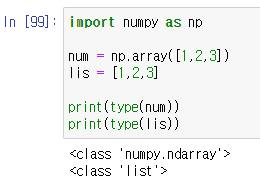 In [99]: import numpy as np
num = np.array([1,2,3])
lis = [1,2,3]
print(type(num))
print(type(lis))
<class 'numpy.ndarray'>
<class 'list'>